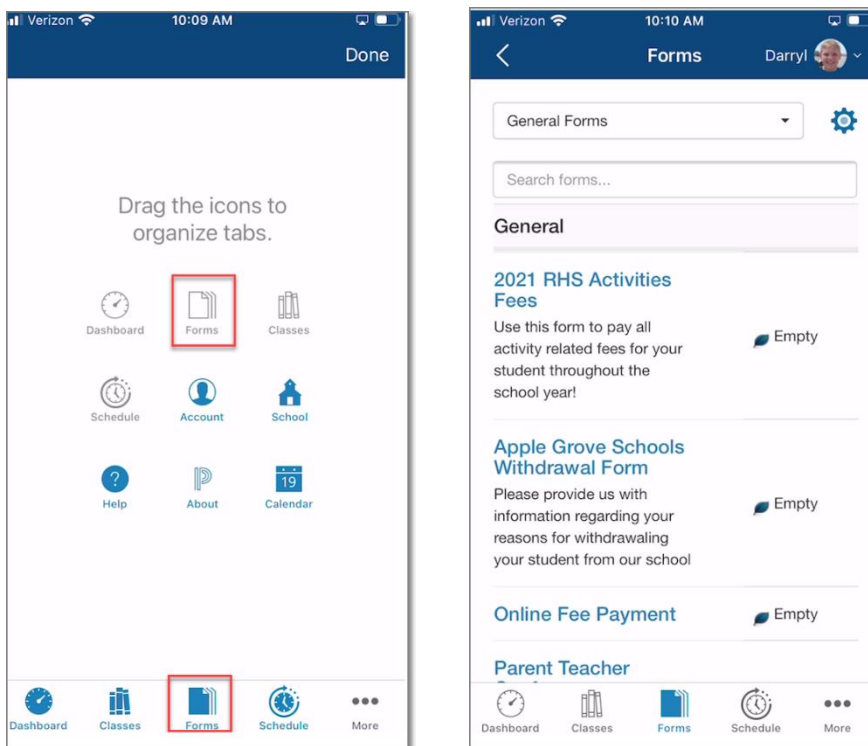 Verizon 10:09 AM
Done
Drag the icons to
organize tabs.
Dashboard Forms Classes
Schedule Account School
19
? P
Help About Calendar
Dashboard Classes Forms Schedule More
Verizon 10:10 AM
Forms Darryl
General Forms
Search forms...
General
2021 RHS Activities
Fees
Use this form to pay all
activity related fees for your
student throughout the
school year!
Empty
Apple Grove Schools
Withdrawal Form
Please provide us with
information regarding your
reasons for withdrawaling
your student from our school
Empty
Online Fee Payment Empty
Parent Teacher
Dashboard Classes Forms Schedule More